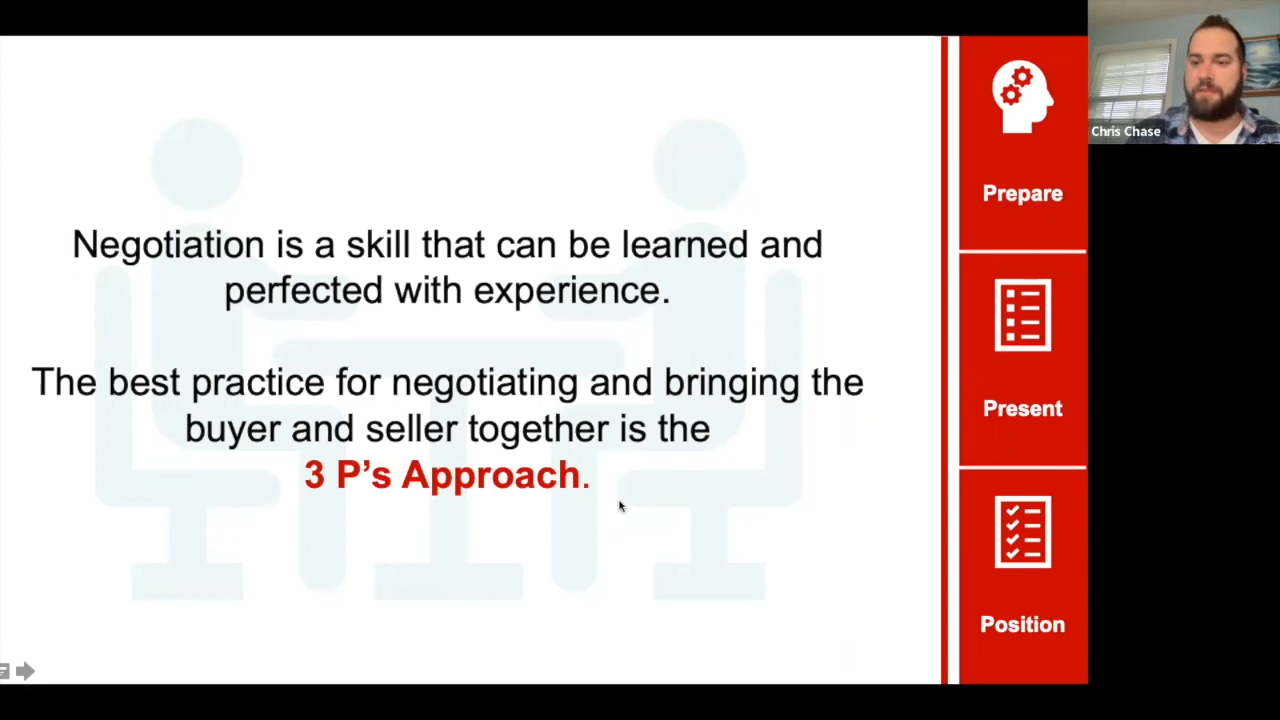 Negotiation is a skill that can be learned and
perfected with experience.
The best practice for negotiating and bringing the
buyer and seller together is the
3 P’s Approach.
Prepare
Present
Position
Chris Chase